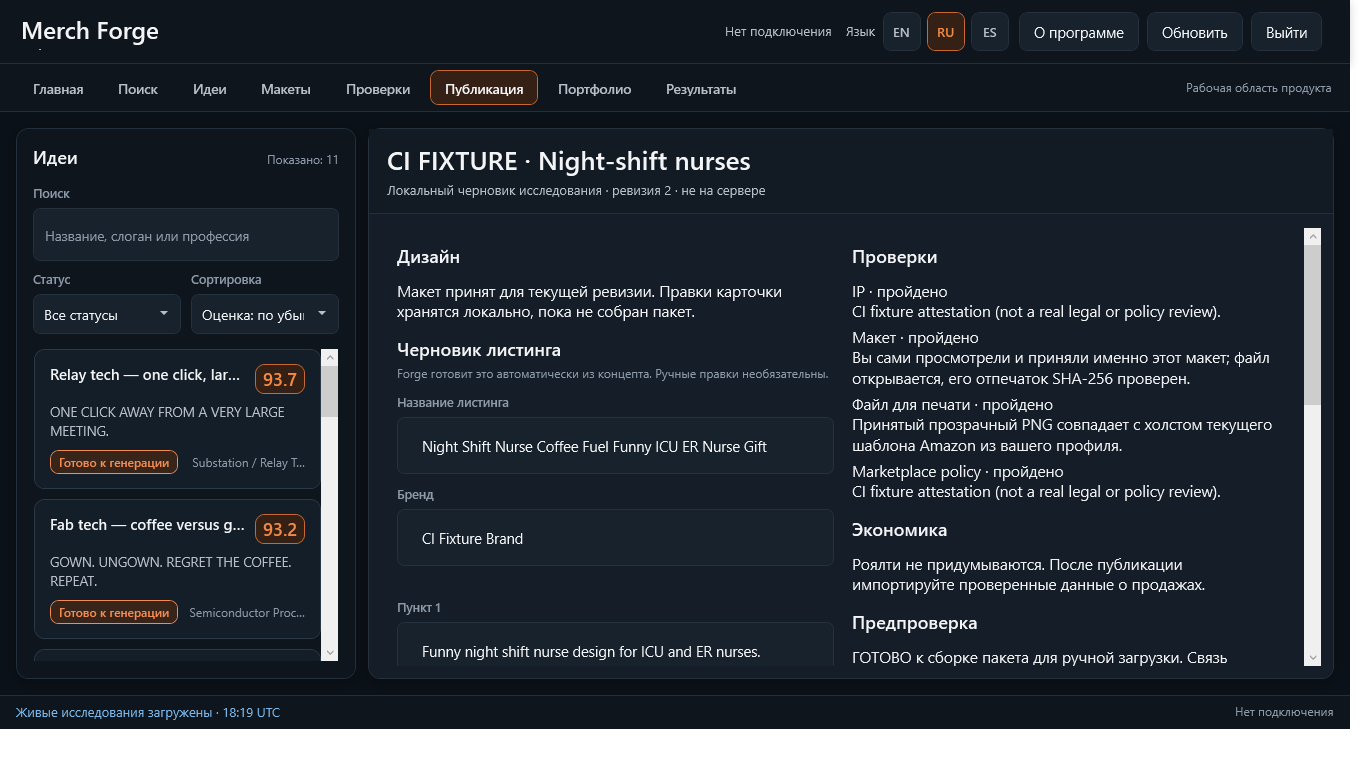 Merch Forge
Нет подключения
Язык
EN
RU
ES
О программе
Обновить
Выйти
Главная
Поиск
Идеи
Макеты
Проверки
Публикация
Портфолио
Результаты
Рабочая область продукта
Идеи
Показано: 11
Поиск
Название, слоган или профессия
Статус
Сортировка
Все статусы
Оценка: по убы
Relay tech — one click, lar...
93.7
ONE CLICK AWAY FROM A VERY LARGE
MEETING.
Готово к генерации
Substation / Relay T...
Fab tech — coffee versus g...
93.2
GOWN. UNGOWN. REGRET THE COFFEE.
REPEAT.
Готово к генерации
Semiconductor Proc...
CI FIXTURE · Night-shift nurses
Локальный черновик исследования · ревизия 2 · не на сервере
Дизайн
Макет принят для текущей ревизии. Правки карточки
хранятся локально, пока не собран пакет.
Черновик листинга
Forge готовит это автоматически из концепта. Ручные правки необязательны.
Название листинга
Night Shift Nurse Coffee Fuel Funny ICU ER Nurse Gift
Бренд
CI Fixture Brand
Пункт 1
Funny night shift nurse design for ICU and ER nurses.
Проверки
IP · пройдено
CI fixture attestation (not a real legal or policy review).
Макет · пройдено
Вы сами просмотрели и приняли именно этот макет; файл
открывается, его отпечаток SHA-256 проверен.
Файл для печати · пройдено
Принятый прозрачный PNG совпадает с холстом текущего
шаблона Amazon из вашего профиля.
Marketplace policy · пройдено
CI fixture attestation (not a real legal or policy review).
Экономика
Роялти не придумываются. После публикации
импортируйте проверенные данные о продажах.
Предпроверка
ГОТОВО к сборке пакета для ручной загрузки. Связь
Живые исследования загружены · 18:19 UTC
Нет подключения